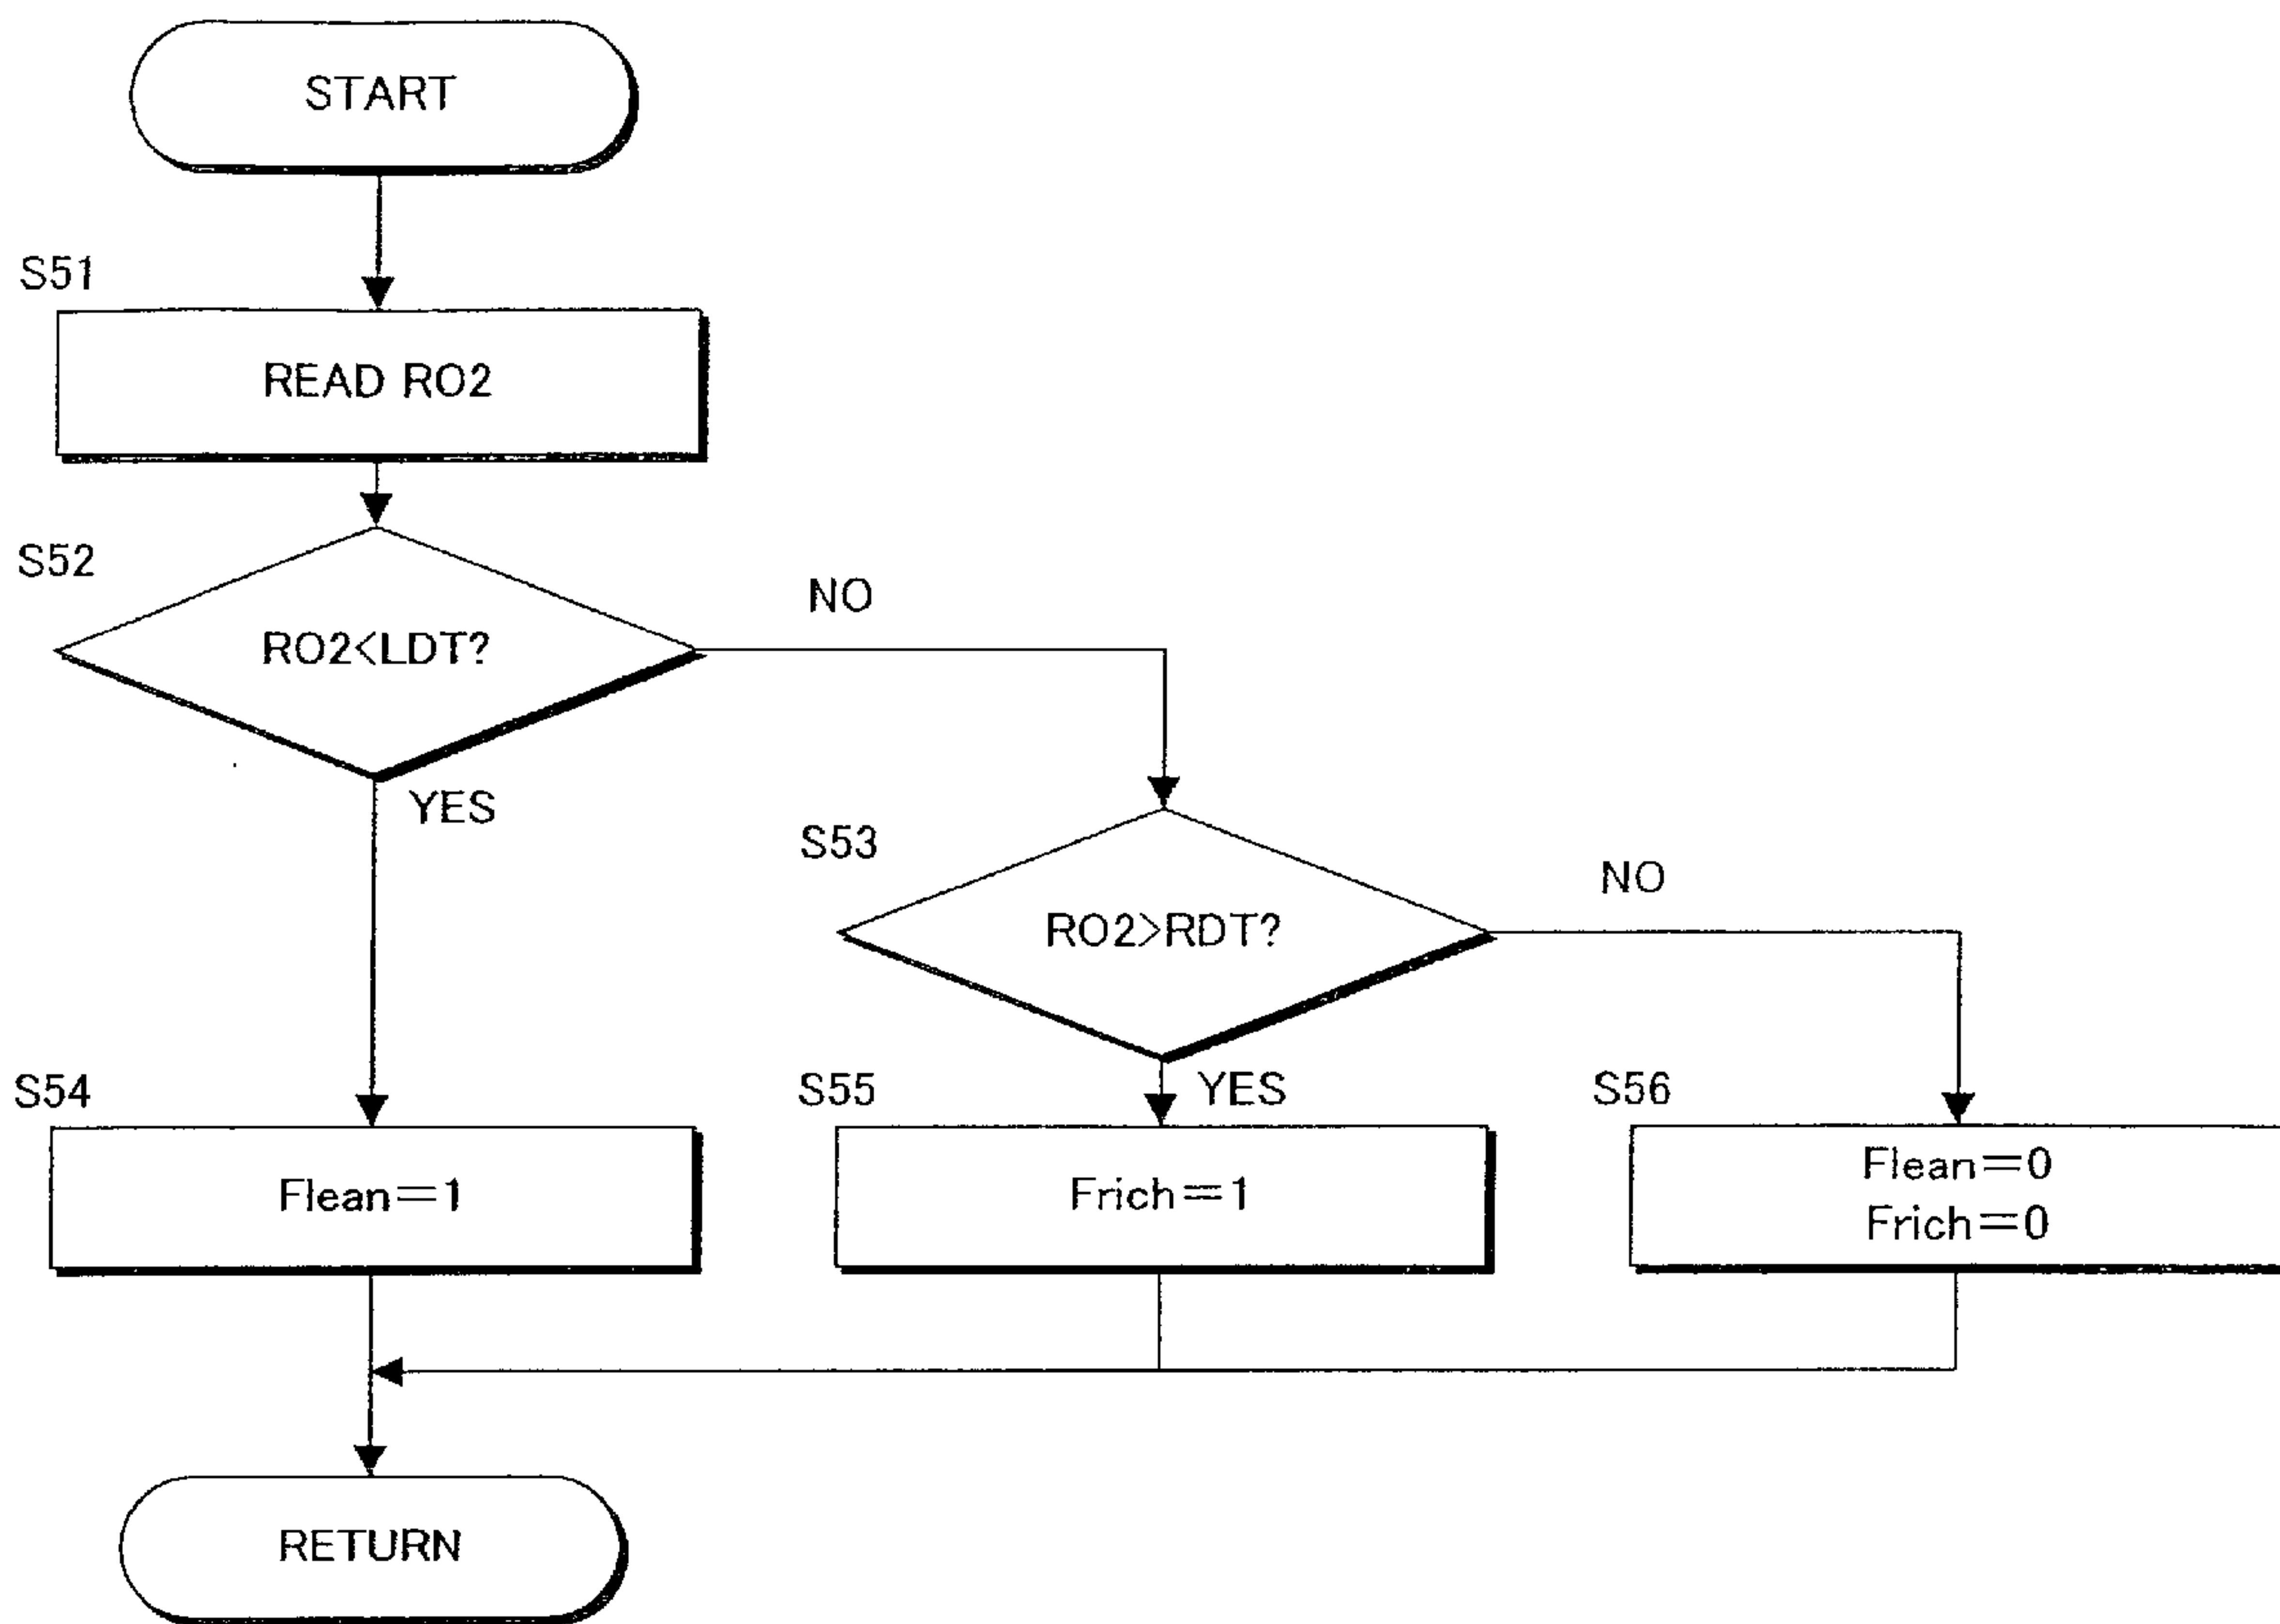 START
S51
READ RO2
S52
RO2<LDT?
NO
YES
S53
RO2>RDT?
NO
YES
S54
Flean=1
S55
Frich=1
S56
Flean=0
Frich=0
RETURN